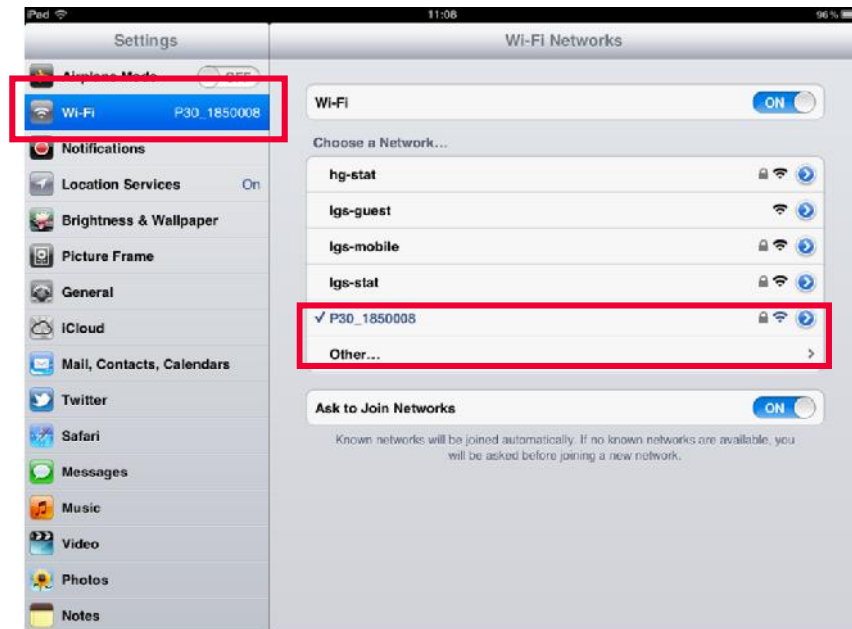 iPad 11:08 96 %
Settings
Wi-Fi Networks
Airplane Mode OFF
Wi-Fi P30_1850008
Notifications
Location Services On
Brightness & Wallpaper
Picture Frame
General
iCloud
Mail, Contacts, Calendars
Twitter
Safari
Messages
Music
Video
Photos
Notes
Wi-Fi ON
Choose a Network...
hg-stat
lgs-guest
lgs-mobile
lgs-stat
✓ P30_1850008
Other...
Ask to Join Networks ON
Known networks will be joined automatically. If no known networks are available, you
will be asked before joining a new network.